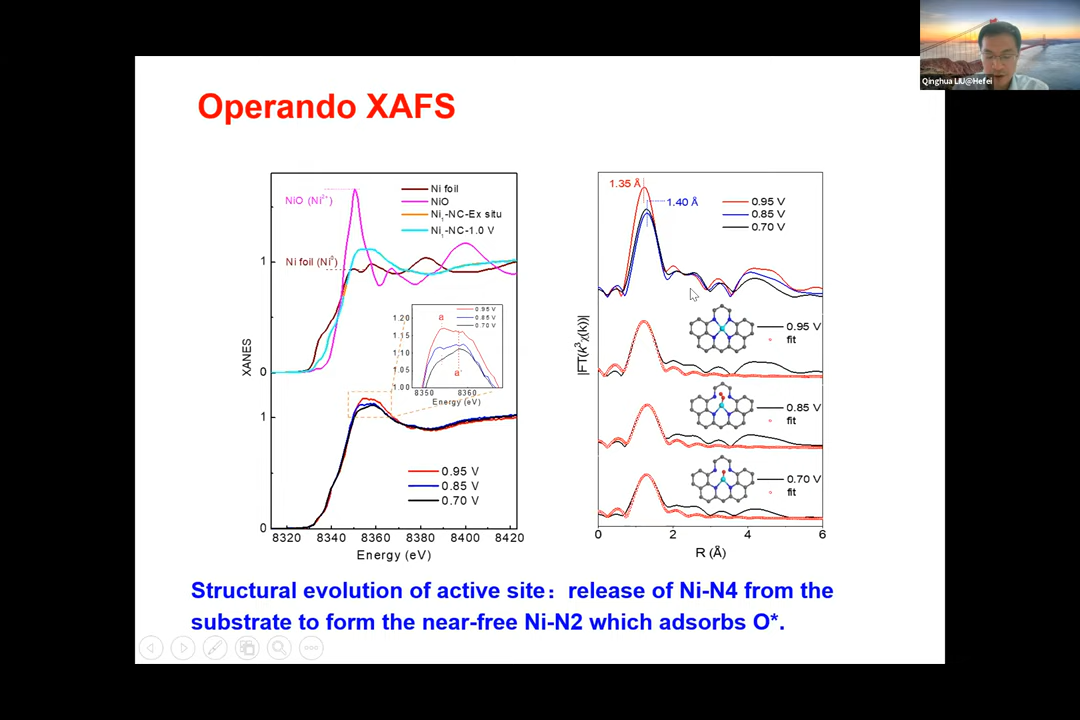 Qinghua LIU@Hefei
Operando XAFS
NiO (Ni²⁺)
Ni foil
NiO
Ni₁-NC-Ex situ
Ni₁-NC-1.0 V
Ni foil (Ni⁰)
1
0
XANES
0.95 V
0.85 V
0.70 V
a
a'
1.20
1.15
1.10
1.05
1.00
8350
8360
Energy (eV)
1
0
0.95 V
0.85 V
0.70 V
8320 8340 8360 8380 8400 8420
Energy (eV)
1.35 Å
1.40 Å
0.95 V
0.85 V
0.70 V
|FT(k³χ(k))|
0.95 V
fit
0.85 V
fit
0.70 V
fit
0 2 4 6
R (Å)
Structural evolution of active site：release of Ni-N4 from the
substrate to form the near-free Ni-N2 which adsorbs O*.